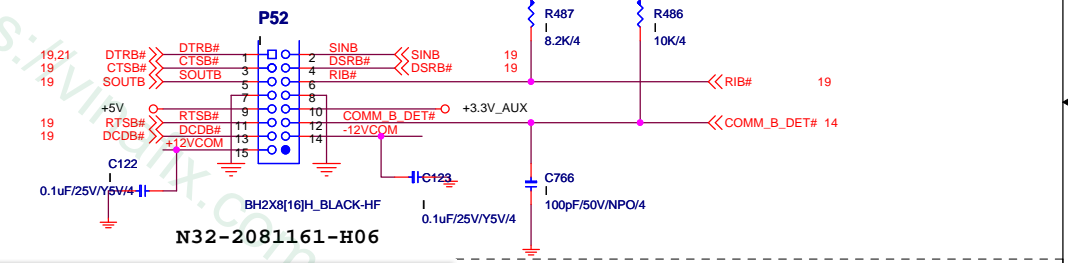 P52
R487
8.2K/4
R486
10K/4
19,21 DTRB# DTRB# 1 2 SINB SINB 19
19 CTSB# CTSB# 3 4 DSRB# DSRB# 19
19 SOUTB SOUTB 5 6 RIB# RIB# 19
7 8
+5V 9 10 +3.3V_AUX
19 RTSB# RTSB# 11 12 COMM_B_DET# COMM_B_DET# 14
19 DCDB# DCDB# 13 14 -12VCOM
+12VCOM 15
C122
0.1uF/25V/Y5V/4
C123
0.1uF/25V/Y5V/4
C766
100pF/50V/NPO/4
BH2X8[16]H_BLACK-HF
N32-2081161-H06